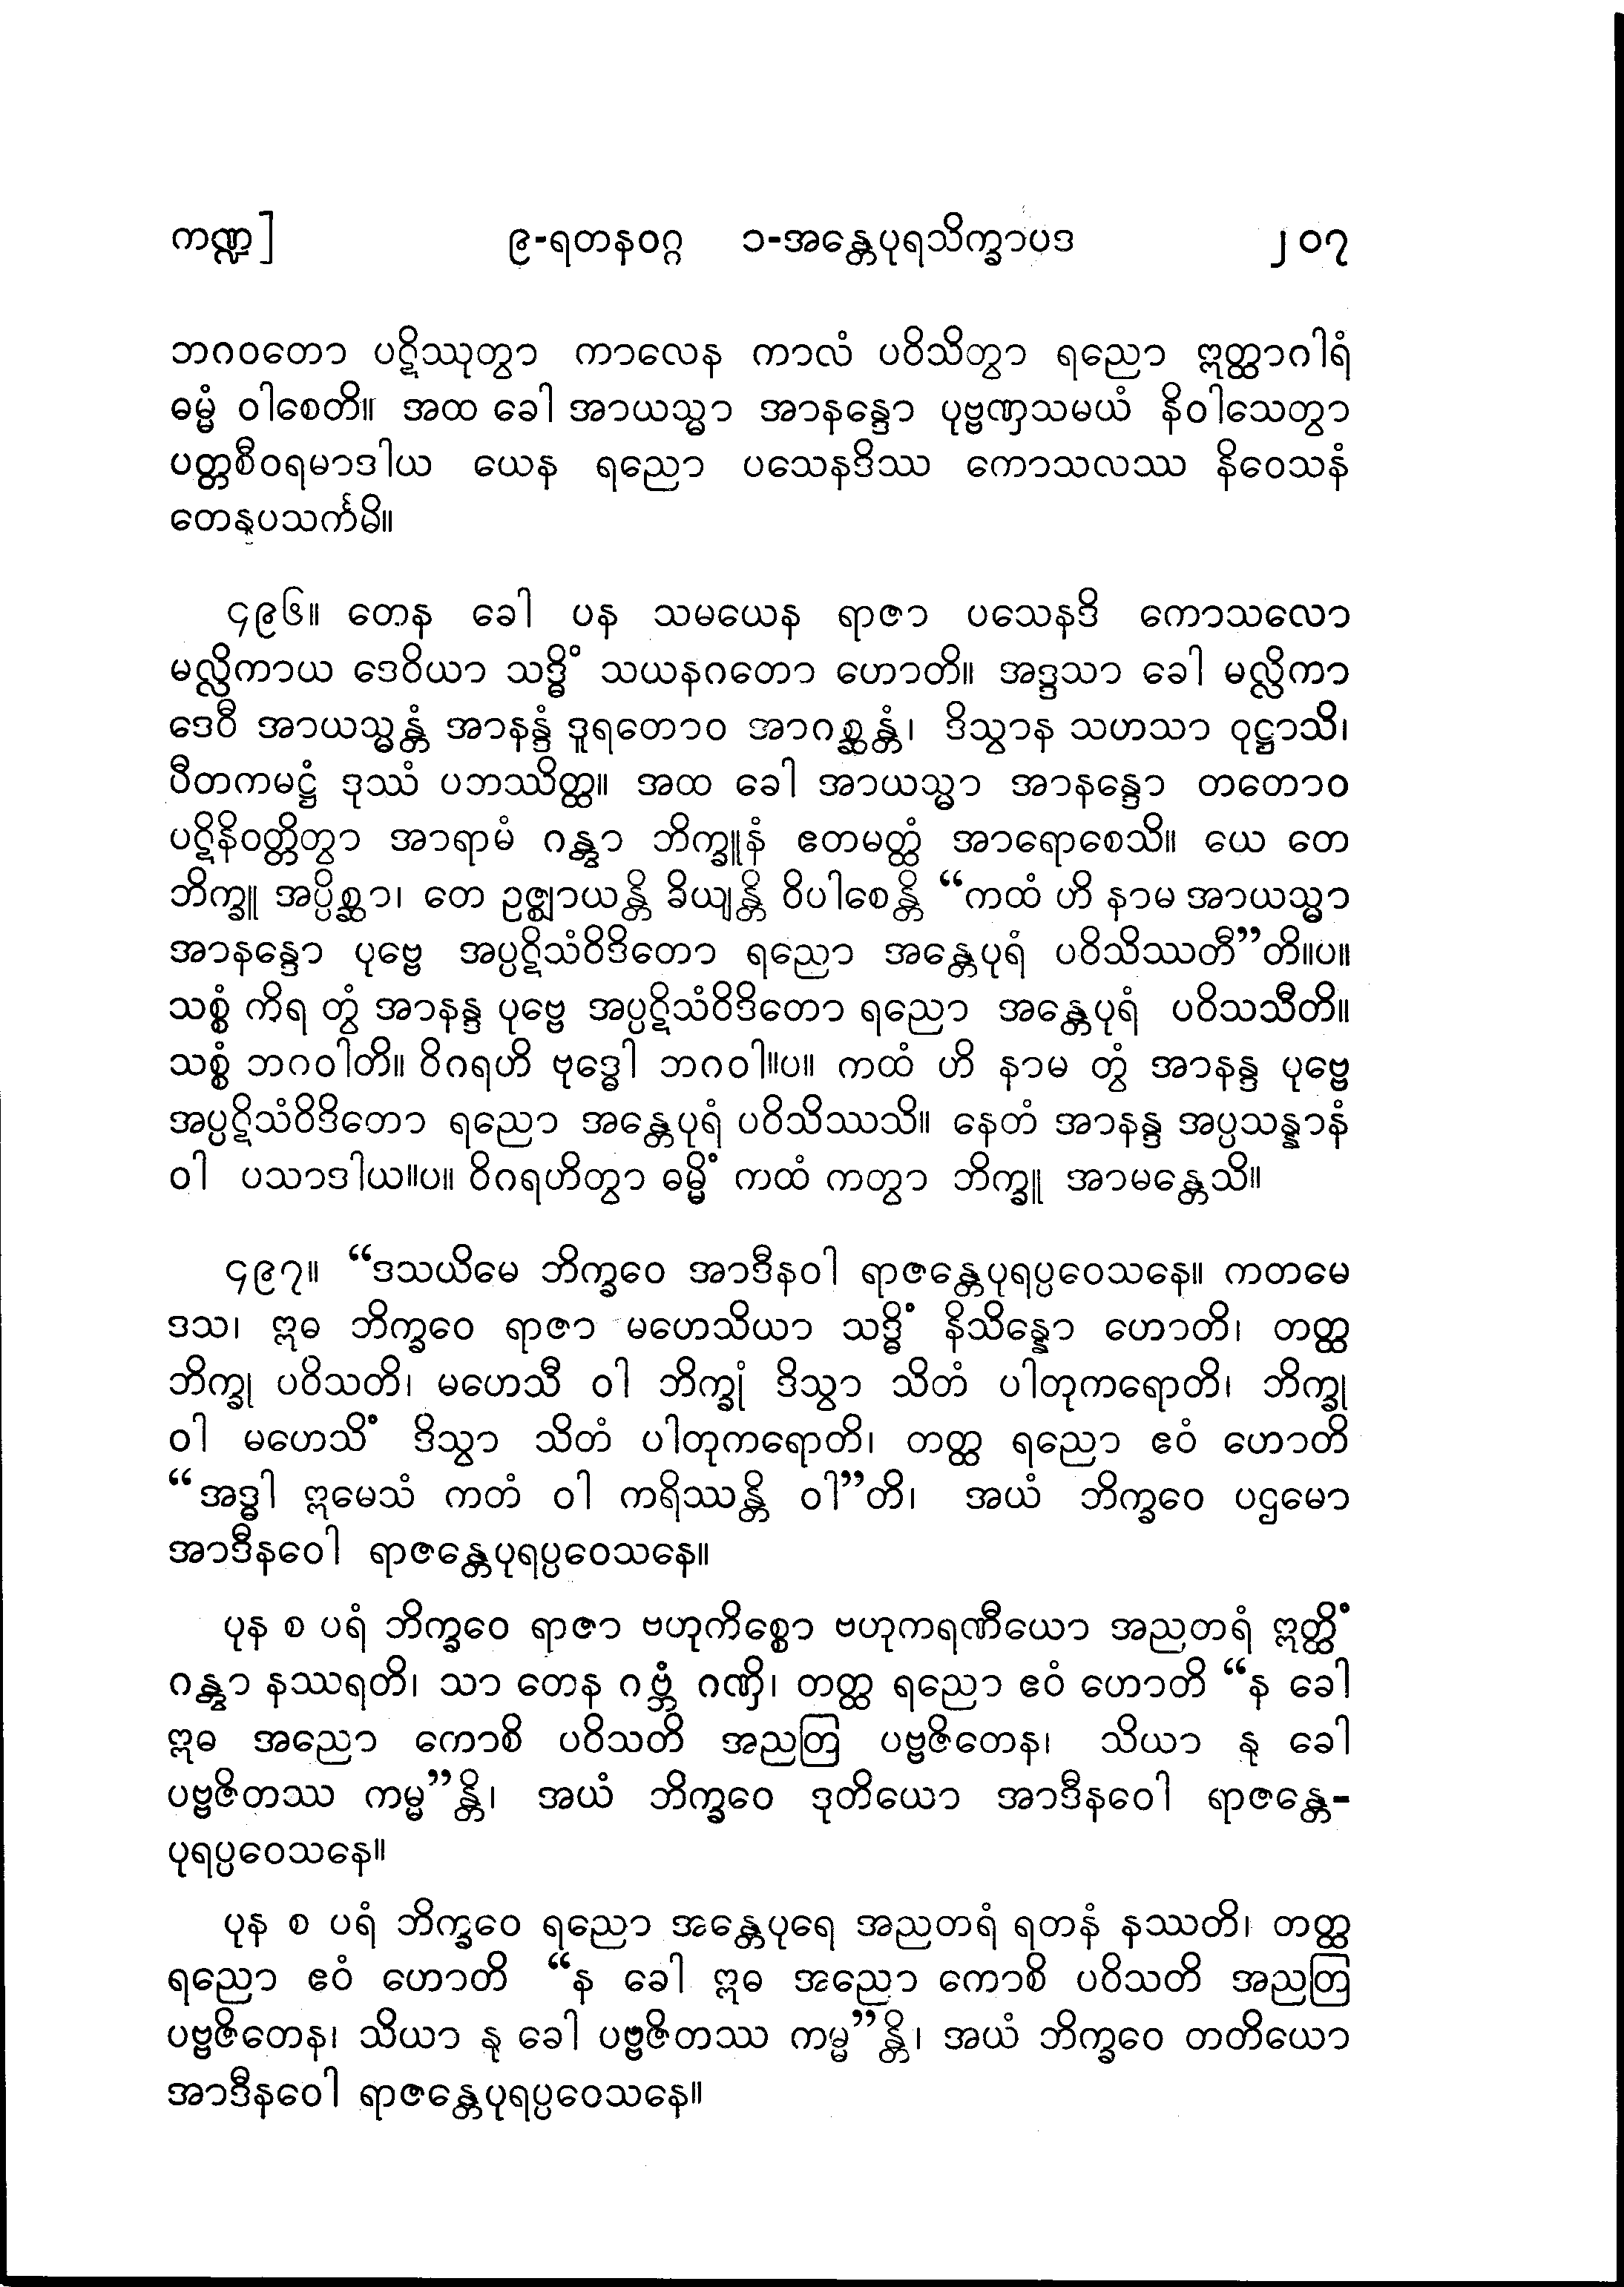 ကဏ္ဍ] ၉-ရတနဝဂ္ဂ ၁-အန္တေပုရသိက္ခာပဒ ၂၀၇
ဘဂဝတော ပဋိဿုတွာ ကာလေန ကာလံ ပဝိသိတွာ ရညော ဣတ္ထာဂါရံ
ဓမ္မံ ဝါစေတိ။ အထ ခေါ အာယသ္မာ အာနန္ဒော ပုဗ္ဗဏှသမယံ နိဝါသေတွာ
ပတ္တစီဝရမာဒါယ ယေန ရညော ပသေနဒိဿ ကောသလဿ နိဝေသနံ
တေနုပသင်္ကမိ။
၄၉၆။ တေန ခေါ ပန သမယေန ရာဇာ ပသေနဒိ ကောသလော
မလ္လိကာယ ဒေဝိယာ သဒ္ဓိံ သယနဂတော ဟောတိ။ အဒ္ဒသာ ခေါ မလ္လိကာ
ဒေဝီ အာယသ္မန္တံ အာနန္ဒံ ဒူရတောဝ အာဂစ္ဆန္တံ၊ ဒိသွာန သဟသာ ဝုဋ္ဌာသိ၊
ပီတကမဋ္ဌံ ဒုဿံ ပဘဿိတ္ထ။ အထ ခေါ အာယသ္မာ အာနန္ဒော တတောဝ
ပဋိနိဝတ္တိတွာ အာရာမံ ဂန္တွာ ဘိက္ခူနံ ဧတမတ္ထံ အာရောစေသိ။ ယေ တေ
ဘိက္ခူ အပ္ပိစ္ဆာ၊ တေ ဥဇ္ဈာယန္တိ ခိယျန္တိ ဝိပါစေန္တိ “ကထံ ဟိ နာမ အာယသ္မာ
အာနန္ဒော ပုဗ္ဗေ အပ္ပဋိသံဝိဒိတော ရညော အန္တေပုရံ ပဝိသိဿတီ”တိ။ပ။
သစ္စံ ကိရ တွံ အာနန္ဒ ပုဗ္ဗေ အပ္ပဋိသံဝိဒိတော ရညော အန္တေပုရံ ပဝိသသီတိ။
သစ္စံ ဘဂဝါတိ။ ဝိဂရဟိ ဗုဒ္ဓေါ ဘဂဝါ။ပ။ ကထံ ဟိ နာမ တွံ အာနန္ဒ ပုဗ္ဗေ
အပ္ပဋိသံဝိဒိတော ရညော အန္တေပုရံ ပဝိသိဿသိ။ နေတံ အာနန္ဒ အပ္ပသန္နာနံ
ဝါ ပသာဒါယ။ပ။ ဝိဂရဟိတွာ ဓမ္မိံ ကထံ ကတွာ ဘိက္ခူ အာမန္တေသိ။
၄၉၇။ “ဒသယိမေ ဘိက္ခဝေ အာဒီနဝါ ရာဇန္တေပုရပ္ပဝေသနေ။ ကတမေ
ဒသ၊ ဣဓ ဘိက္ခဝေ ရာဇာ မဟေသိယာ သဒ္ဓိံ နိသိန္နော ဟောတိ၊ တတ္ထ
ဘိက္ခု ပဝိသတိ၊ မဟေသီ ဝါ ဘိက္ခုံ ဒိသွာ သိတံ ပါတုကရောတိ၊ ဘိက္ခု
ဝါ မဟေသိံ ဒိသွာ သိတံ ပါတုကရောတိ၊ တတ္ထ ရညော ဧဝံ ဟောတိ
“အဒ္ဓါ ဣမေသံ ကတံ ဝါ ကရိဿန္တိ ဝါ”တိ၊ အယံ ဘိက္ခဝေ ပဌမော
အာဒီနဝေါ ရာဇန္တေပုရပ္ပဝေသနေ။
ပုန စ ပရံ ဘိက္ခဝေ ရာဇာ ဗဟုကိစ္စော ဗဟုကရဏီယော အညတရံ ဣတ္ထိံ
ဂန္တွာ နဿရတိ၊ သာ တေန ဂဗ္ဘံ ဂဏှိ၊ တတ္ထ ရညော ဧဝံ ဟောတိ “န ခေါ
ဣဓ အညော ကောစိ ပဝိသတိ အညတြ ပဗ္ဗဇိတေန၊ သိယာ နု ခေါ
ပဗ္ဗဇိတဿ ကမ္မ”န္တိ၊ အယံ ဘိက္ခဝေ ဒုတိယော အာဒီနဝေါ ရာဇန္တေ-
ပုရပ္ပဝေသနေ။
ပုန စ ပရံ ဘိက္ခဝေ ရညော အန္တေပုရေ အညတရံ ရတနံ နဿတိ၊ တတ္ထ
ရညော ဧဝံ ဟောတိ “န ခေါ ဣဓ အညော ကောစိ ပဝိသတိ အညတြ
ပဗ္ဗဇိတေန၊ သိယာ နု ခေါ ပဗ္ဗဇိတဿ ကမ္မ”န္တိ၊ အယံ ဘိက္ခဝေ တတိယော
အာဒီနဝေါ ရာဇန္တေပုရပ္ပဝေသနေ။